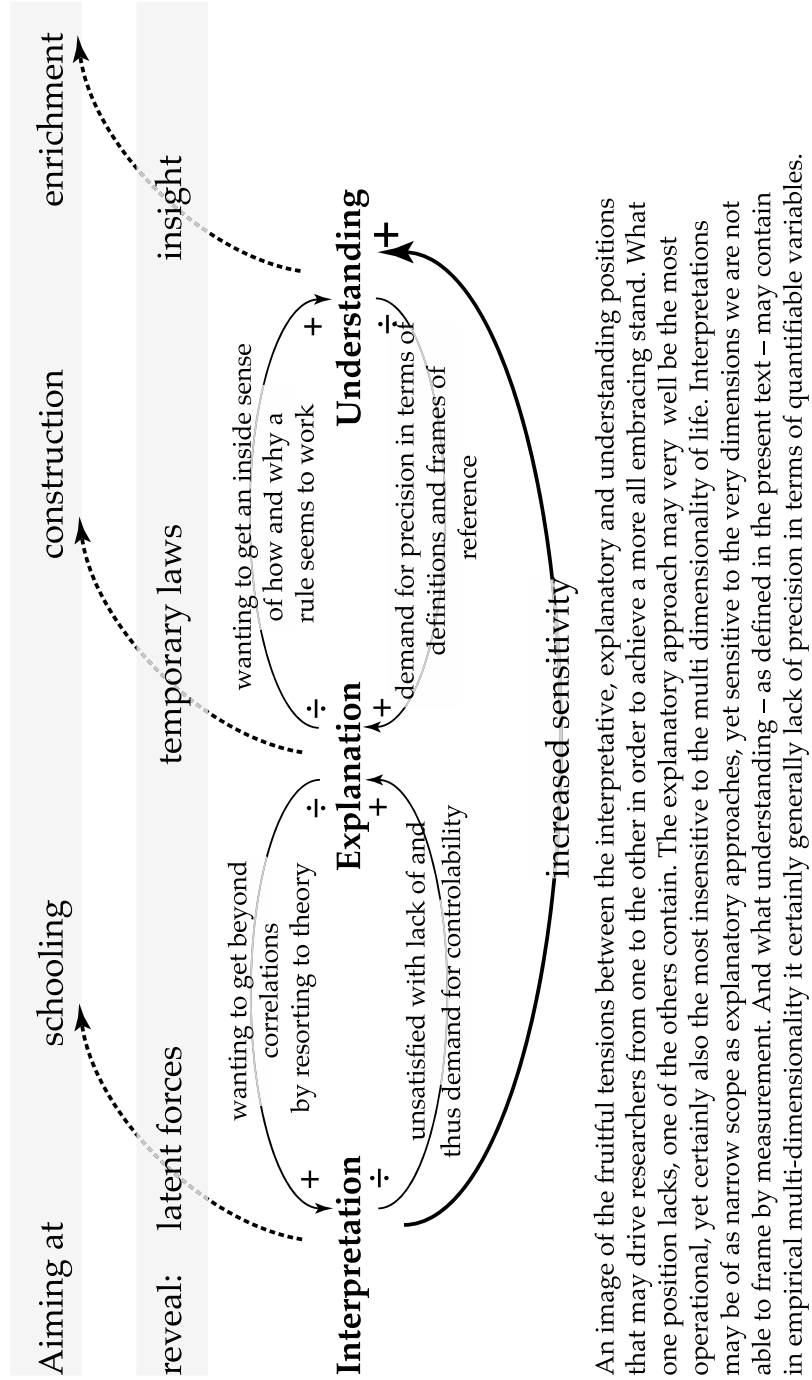 Aiming at schooling construction enrichment
reveal: latent forces temporary laws insight
wanting to get beyond
correlations
by resorting to theory
wanting to get an inside sense
of how and why a
rule seems to work
+ ÷ ÷ +
Interpretation Explanation Understanding
÷ + + ÷ +
unsatisfied with lack of and
thus demand for controlability
demand for precision in terms of
definitions and frames of
reference
increased sensitivity
An image of the fruitful tensions between the interpretative, explanatory and understanding positions
that may drive researchers from one to the other in order to achieve a more all embracing stand. What
one position lacks, one of the others contain. The explanatory approach may very well be the most
operational, yet certainly also the most insensitive to the multi dimensionality of life. Interpretations
may be of as narrow scope as explanatory approaches, yet sensitive to the very dimensions we are not
able to frame by measurement. And what understanding – as defined in the present text – may contain
in empirical multi-dimensionality it certainly generally lack of precision in terms of quantifiable variables.